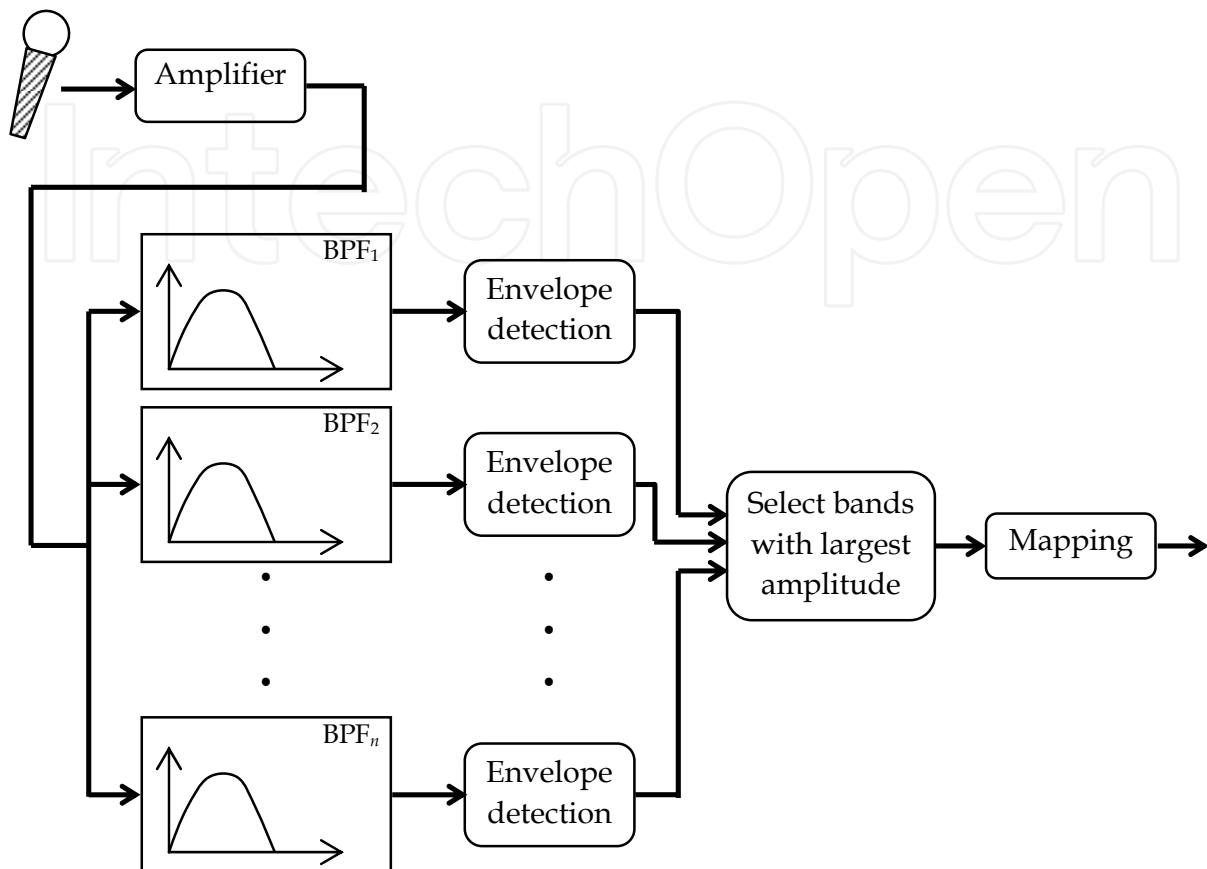 Amplifier
IntechOpen
BPF₁
Envelope
detection
BPF₂
Envelope
detection
Select bands
with largest
amplitude
Mapping
BPFₙ
Envelope
detection